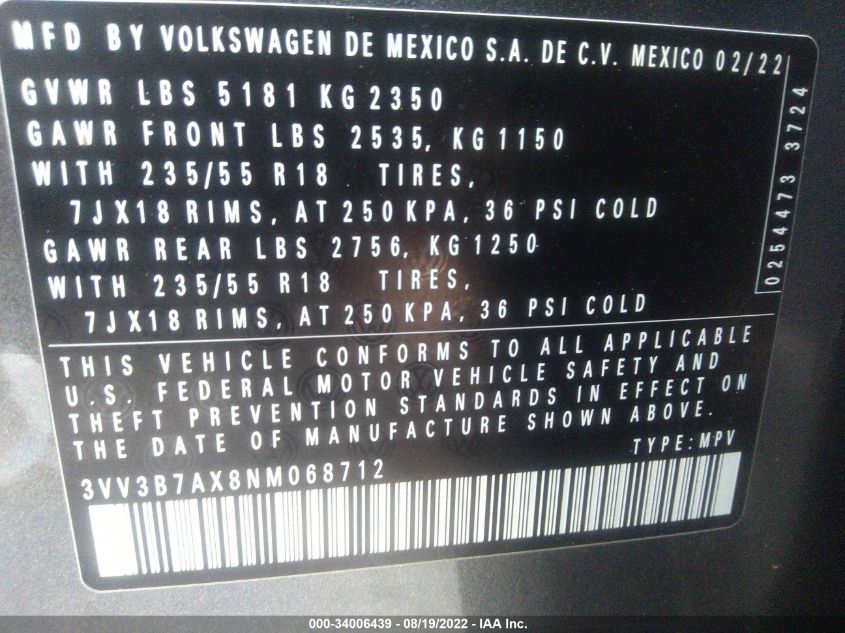 MFD BY VOLKSWAGEN DE MEXICO S.A. DE C.V. MEXICO 02/22
GVWR LBS 5181 KG 2350
GAWR FRONT LBS 2535, KG 1150
WITH 235/55 R18 TIRES,
7JX18 RIMS, AT 250 KPA, 36 PSI COLD
GAWR REAR LBS 2756, KG 1250
WITH 235/55 R18 TIRES,
7JX18 RIMS, AT 250 KPA, 36 PSI COLD
0254473 3724
THIS VEHICLE CONFORMS TO ALL APPLICABLE
U.S. FEDERAL MOTOR VEHICLE SAFETY AND
THEFT PREVENTION STANDARDS IN EFFECT ON
THE DATE OF MANUFACTURE SHOWN ABOVE.
TYPE: MPV
3VV3B7AX8NM068712
000-34006439 - 08/19/2022 - IAA Inc.